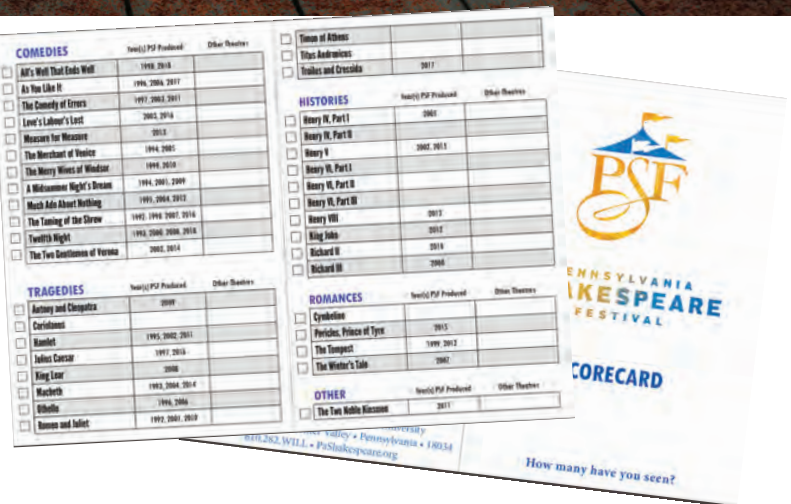 COMEDIES Year(s) PSF Produced Other Theatres
All's Well That Ends Well 1998, 2018
As You Like It 1996, 2006, 2017
The Comedy of Errors 1997, 2003, 2011
Love's Labour's Lost 2003, 2016
Measure for Measure 2013
The Merchant of Venice 1994, 2005
The Merry Wives of Windsor 1999, 2010
A Midsummer Night's Dream 1994, 2001, 2009
Much Ado About Nothing 1995, 2004, 2012
The Taming of the Shrew 1992, 1998, 2007, 2016
Twelfth Night 1993, 2000, 2008, 2018
The Two Gentlemen of Verona 2002, 2014
TRAGEDIES Year(s) PSF Produced Other Theatres
Antony and Cleopatra 2009
Coriolanus
Hamlet 1995, 2002, 2011
Julius Caesar 1997, 2015
King Lear 2008
Macbeth 1993, 2004, 2014
Othello 1996, 2006
Romeo and Juliet 1992, 2001, 2010
Timon of Athens
Titus Andronicus
Troilus and Cressida 2017
HISTORIES Year(s) PSF Produced Other Theatres
Henry IV, Part I
Henry IV, Part II
Henry V 2002, 2015
Henry VI, Part I
Henry VI, Part II
Henry VI, Part III
Henry VIII 2013
King John 2012
Richard II 2016
Richard III
ROMANCES Year(s) PSF Produced Other Theatres
Cymbeline
Pericles, Prince of Tyre 2015
The Tempest 1999, 2012
The Winter's Tale 2007
OTHER Year(s) PSF Produced Other Theatres
The Two Noble Kinsmen 2011
PSF
ENNSYLVANIA
AKESPEARE
FESTIVAL
CORECARD
ersity
Valley • Pennsylvania • 18034
610.282.WILL • PaShakespeare.org
How many have you seen?